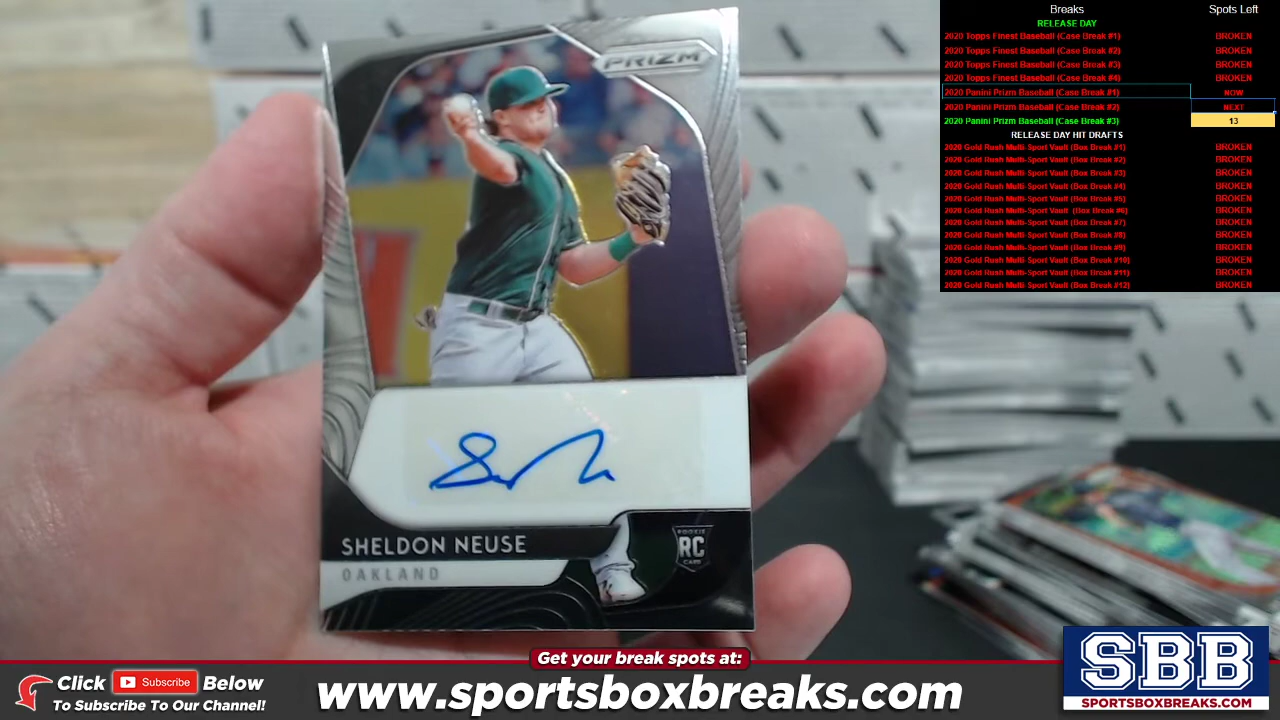 PRIZM
SHELDON NEUSE
OAKLAND
ROOKIE
RC
CARD
Breaks Spots Left
RELEASE DAY
2020 Topps Finest Baseball (Case Break #1) BROKEN
2020 Topps Finest Baseball (Case Break #2) BROKEN
2020 Topps Finest Baseball (Case Break #3) BROKEN
2020 Topps Finest Baseball (Case Break #4) BROKEN
2020 Panini Prizm Baseball (Case Break #1) NOW
2020 Panini Prizm Baseball (Case Break #2) NEXT
2020 Panini Prizm Baseball (Case Break #3) 13
RELEASE DAY HIT DRAFTS
2020 Gold Rush Multi-Sport Vault (Box Break #1) BROKEN
2020 Gold Rush Multi-Sport Vault (Box Break #2) BROKEN
2020 Gold Rush Multi-Sport Vault (Box Break #3) BROKEN
2020 Gold Rush Multi-Sport Vault (Box Break #4) BROKEN
2020 Gold Rush Multi-Sport Vault (Box Break #5) BROKEN
2020 Gold Rush Multi-Sport Vault (Box Break #6) BROKEN
2020 Gold Rush Multi-Sport Vault (Box Break #7) BROKEN
2020 Gold Rush Multi-Sport Vault (Box Break #8) BROKEN
2020 Gold Rush Multi-Sport Vault (Box Break #9) BROKEN
2020 Gold Rush Multi-Sport Vault (Box Break #10) BROKEN
2020 Gold Rush Multi-Sport Vault (Box Break #11) BROKEN
2020 Gold Rush Multi-Sport Vault (Box Break #12) BROKEN
Get your break spots at:
Click Subscribe Below
To Subscribe To Our Channel!
www.sportsboxbreaks.com
SBB
SPORTSBOXBREAKS.COM